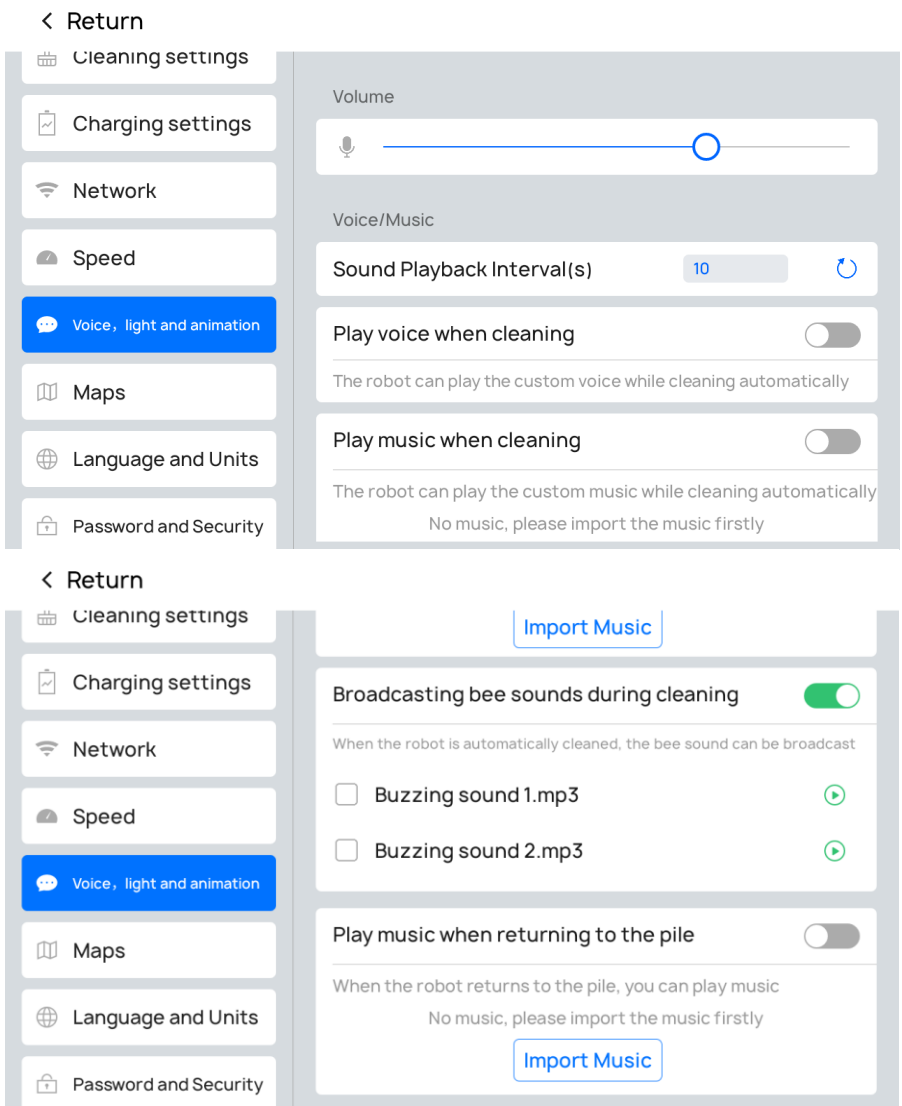 Return
Cleaning settings
Charging settings
Network
Speed
Voice，light and animation
Maps
Language and Units
Password and Security
Volume
Voice/Music
Sound Playback Interval(s) 10
Play voice when cleaning
The robot can play the custom voice while cleaning automatically
Play music when cleaning
The robot can play the custom music while cleaning automatically
No music, please import the music firstly
Return
Cleaning settings
Charging settings
Network
Speed
Voice，light and animation
Maps
Language and Units
Password and Security
Import Music
Broadcasting bee sounds during cleaning
When the robot is automatically cleaned, the bee sound can be broadcast
Buzzing sound 1.mp3
Buzzing sound 2.mp3
Play music when returning to the pile
When the robot returns to the pile, you can play music
No music, please import the music firstly
Import Music